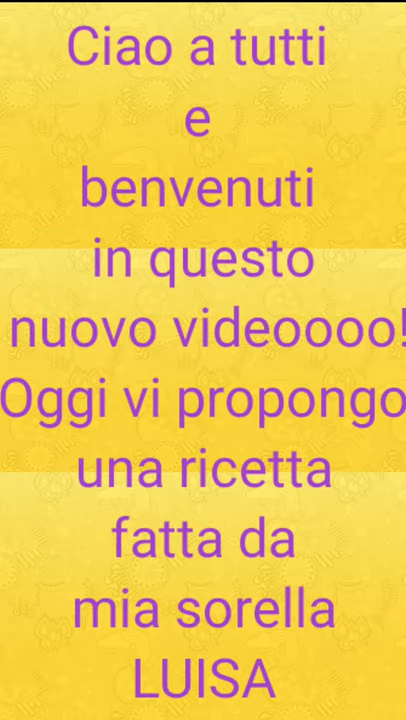 Ciao a tutti
e
benvenuti
in questo
nuovo videoooo!
Oggi vi propongo
una ricetta
fatta da
mia sorella
LUISA